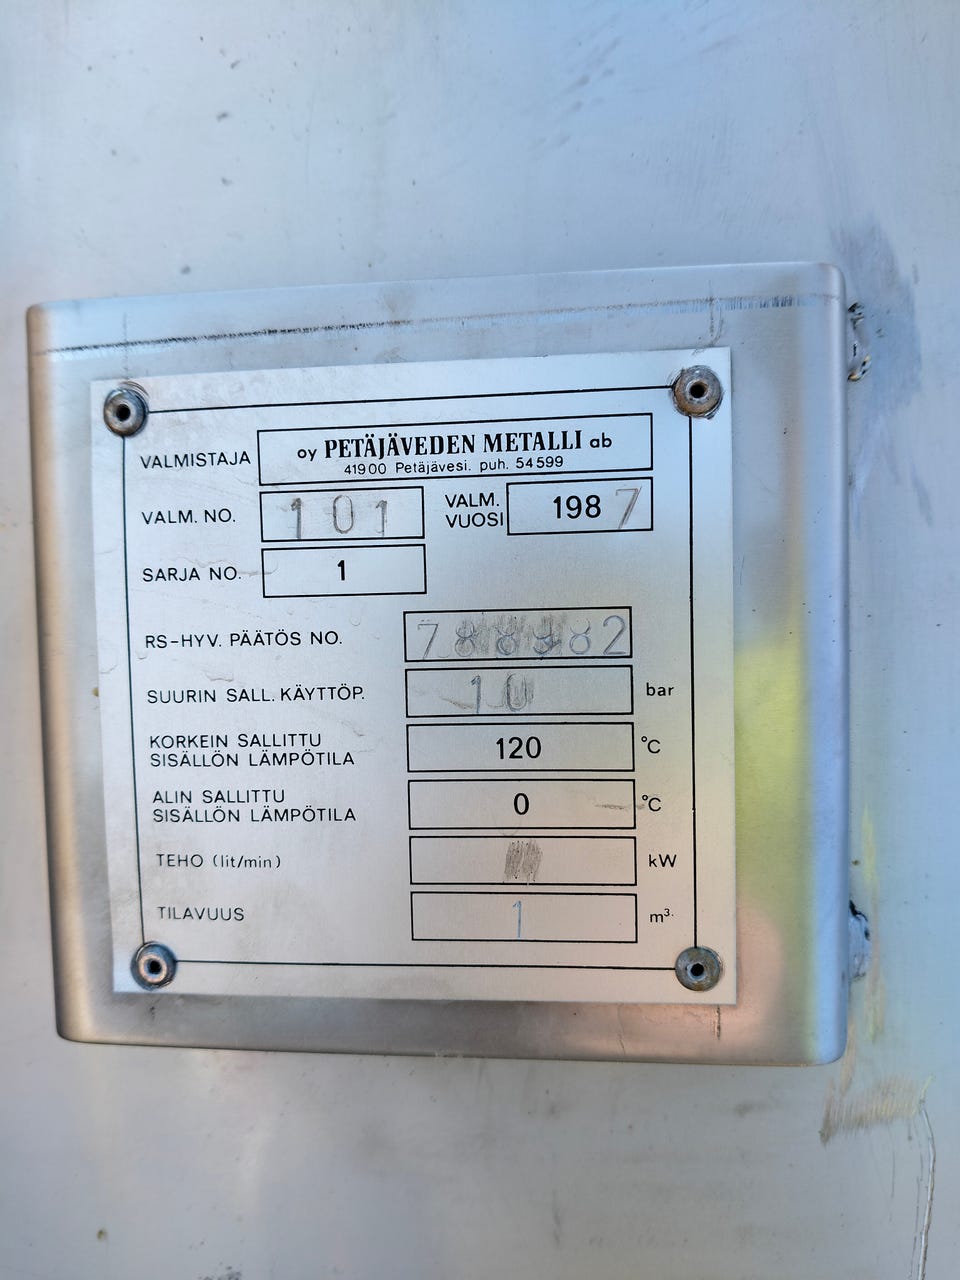 VALMISTAJA oy PETÄJÄVEDEN METALLI ab
41900 Petäjävesi. puh. 54599
VALM. NO. 101 VALM. VUOSI 1987
SARJA NO. 1
RS-HYV. PÄÄTÖS NO.
SUURIN SALL. KÄYTTÖP. 10 bar
KORKEIN SALLITTU
SISÄLLÖN LÄMPÖTILA 120 °C
ALIN SALLITTU
SISÄLLÖN LÄMPÖTILA 0 °C
TEHO (lit/min) kW
TILAVUUS 1 m³.